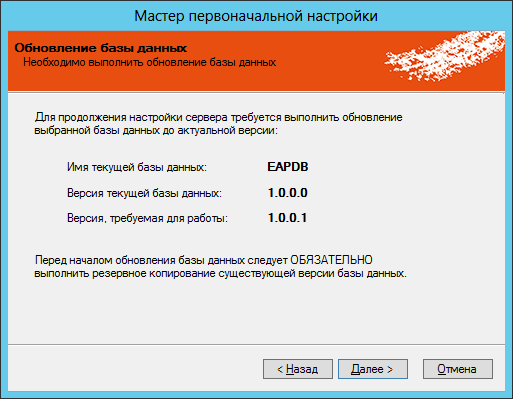 Мастер первоначальной настройки
Обновление базы данных
Необходимо выполнить обновление базы данных
Для продолжения настройки сервера требуется выполнить обновление
выбранной базы данных до актуальной версии:
Имя текущей базы данных: EAPDB
Версия текущей базы данных: 1.0.0.0
Версия, требуемая для работы: 1.0.0.1
Перед началом обновления базы данных следует ОБЯЗАТЕЛЬНО
выполнить резервное копирование существующей версии базы данных.
< Назад Далее > Отмена